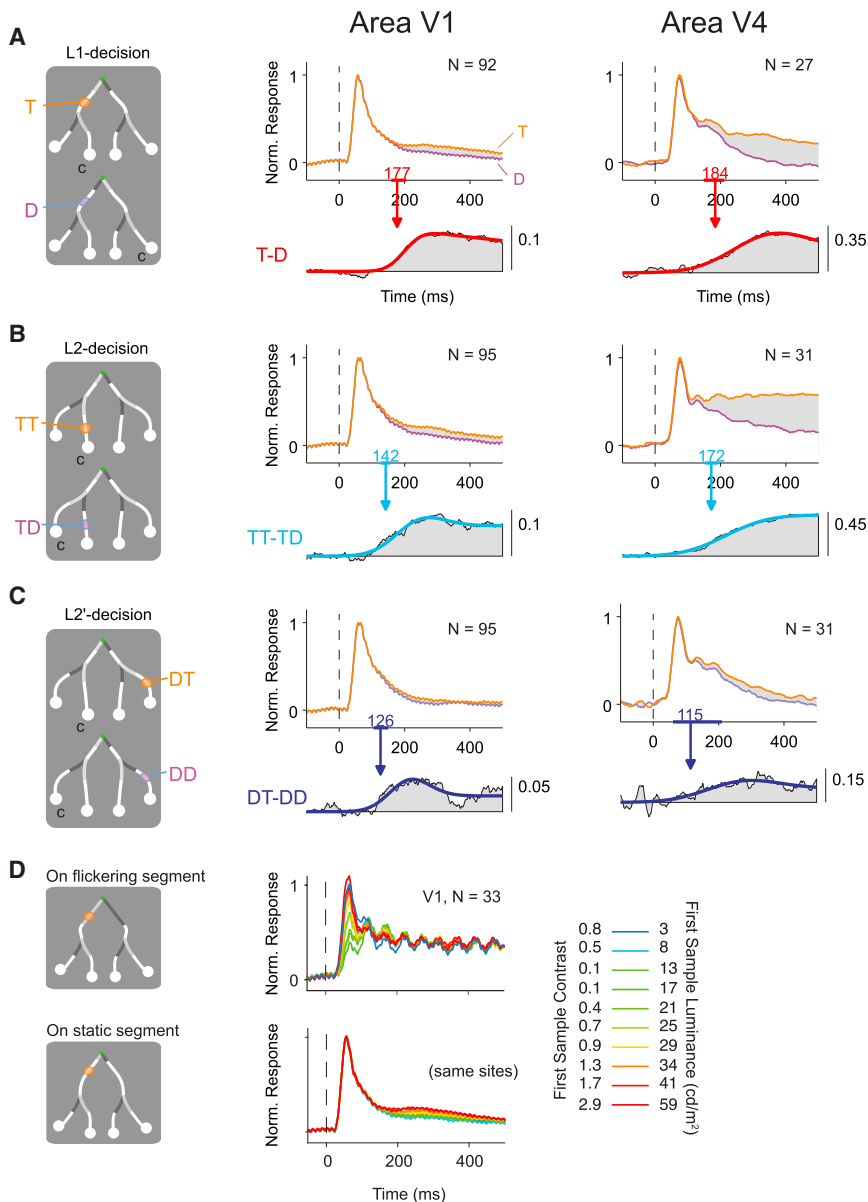 Area V1
Area V4
A
L1-decision
T
C
D
C
Norm. Response
1
0
N = 92
T
D
0
177
200
400
T-D
0.1
Time (ms)
1
0
N = 27
0
184
200
400
0.35
Time (ms)
B
L2-decision
TT
C
TD
C
Norm. Response
1
0
N = 95
0
142
200
400
TT-TD
0.1
1
0
N = 31
0
172
200
400
0.45
C
L2'-decision
DT
C
DD
C
Norm. Response
1
0
N = 95
0
126
200
400
DT-DD
0.05
1
0
N = 31
0
115
200
400
0.15
D
On flickering segment
Norm. Response
1
0
V1, N = 33
On static segment
Norm. Response
(same sites)
0
200
400
Time (ms)
First Sample Contrast
First Sample Luminance (cd/m²)
0.8 3
0.5 8
0.1 13
0.1 17
0.4 21
0.7 25
0.9 29
1.3 34
1.7 41
2.9 59